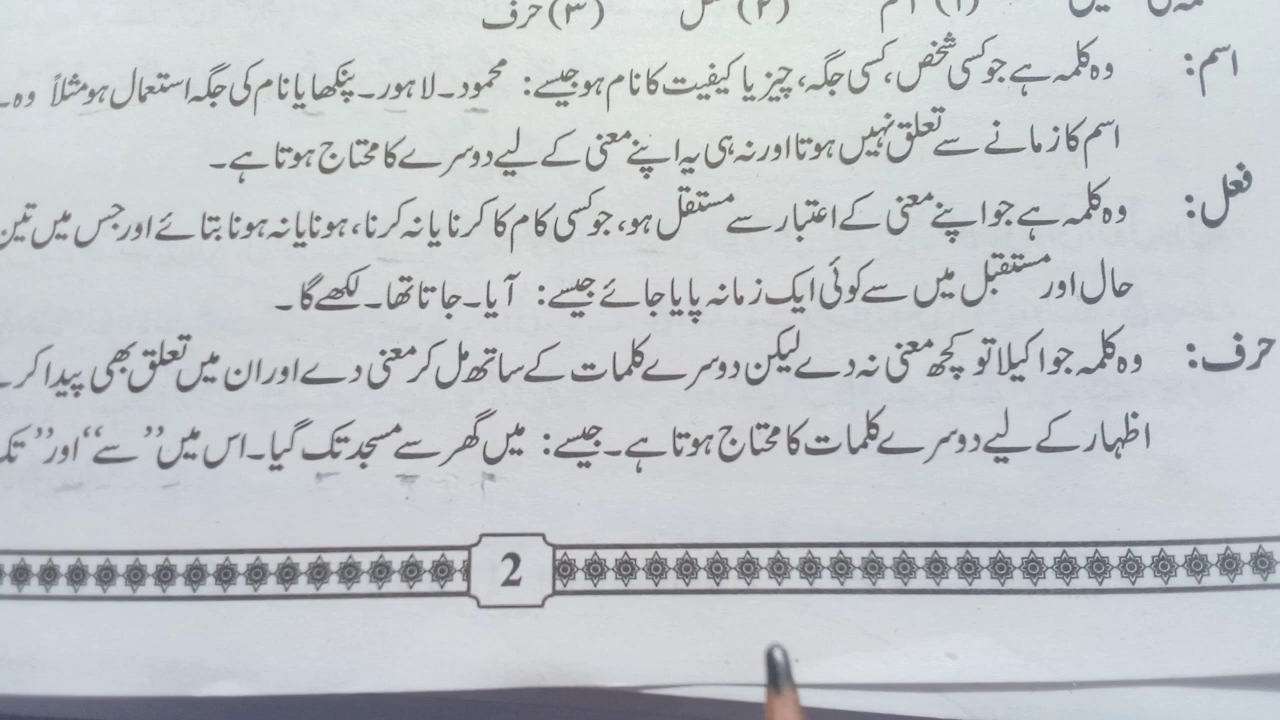 (۱) اسم (۲) فعل (۳) حرف
اسم: وہ کلمہ ہے جو کسی شخص، کسی جگہ، چیز یا کیفیت کا نام ہو جیسے: محمود۔ لاہور۔ پنکھا یا نام کی جگہ استعمال ہو مثلاً وہ۔
اسم کا زمانے سے تعلق نہیں ہوتا اور نہ ہی یہ اپنے معنی کے لیے دوسرے کا محتاج ہوتا ہے۔
فعل: وہ کلمہ ہے جو اپنے معنی کے اعتبار سے مستقل ہو، جو کسی کام کا کرنا یا نہ کرنا، ہونا یا نہ ہونا بتائے اور جس میں تین
حال اور مستقبل میں سے کوئی ایک زمانہ پایا جائے جیسے: آیا۔ جاتا تھا۔ لکھے گا۔
حرف: وہ کلمہ جو اکیلا تو کچھ معنی نہ دے لیکن دوسرے کلمات کے ساتھ مل کر معنی دے اور ان میں تعلق بھی پیدا کر
اظہار کے لیے دوسرے کلمات کا محتاج ہوتا ہے۔ جیسے: میں گھر سے مسجد تک گیا۔ اس میں ”سے“ اور ”تک
2